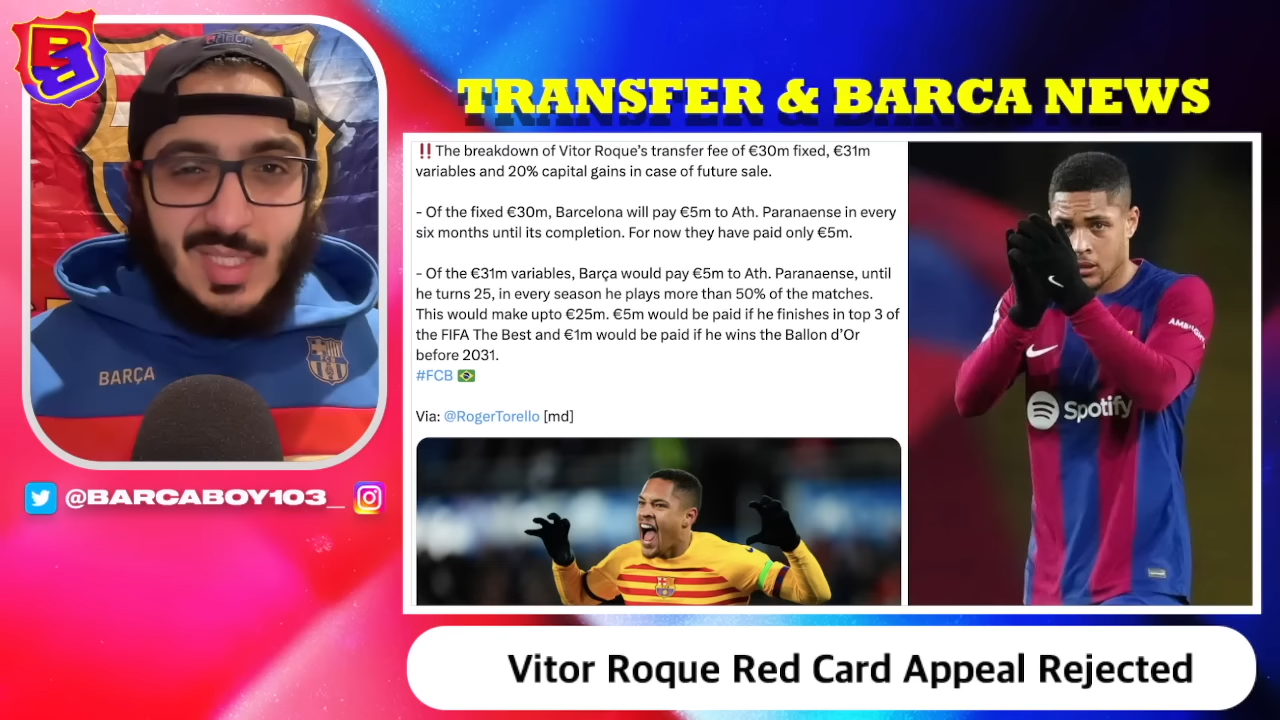 TRANSFER & BARCA NEWS
‼️The breakdown of Vitor Roque's transfer fee of €30m fixed, €31m
variables and 20% capital gains in case of future sale.
- Of the fixed €30m, Barcelona will pay €5m to Ath. Paranaense in every
six months until its completion. For now they have paid only €5m.
- Of the €31m variables, Barça would pay €5m to Ath. Paranaense, until
he turns 25, in every season he plays more than 50% of the matches.
This would make upto €25m. €5m would be paid if he finishes in top 3 of
the FIFA The Best and €1m would be paid if he wins the Ballon d'Or
before 2031.
#FCB 🇧🇷
Via: @RogerTorello [md]
BARÇA
Spotify
@BARCABOY103_
Vitor Roque Red Card Appeal Rejected